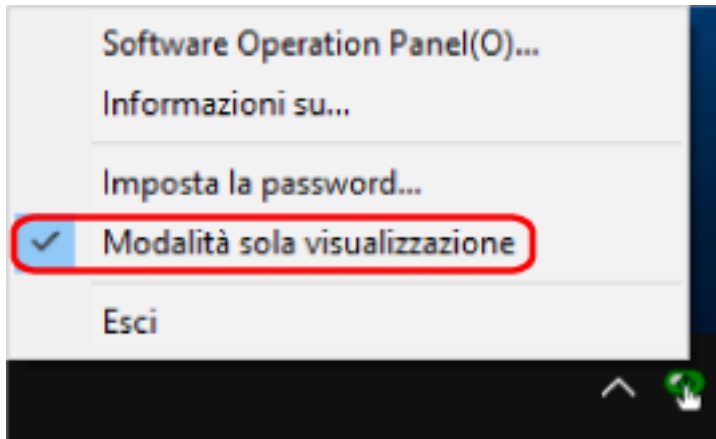 Software Operation Panel(O)...
Informazioni su...
Imposta la password...
Modalità sola visualizzazione
Esci